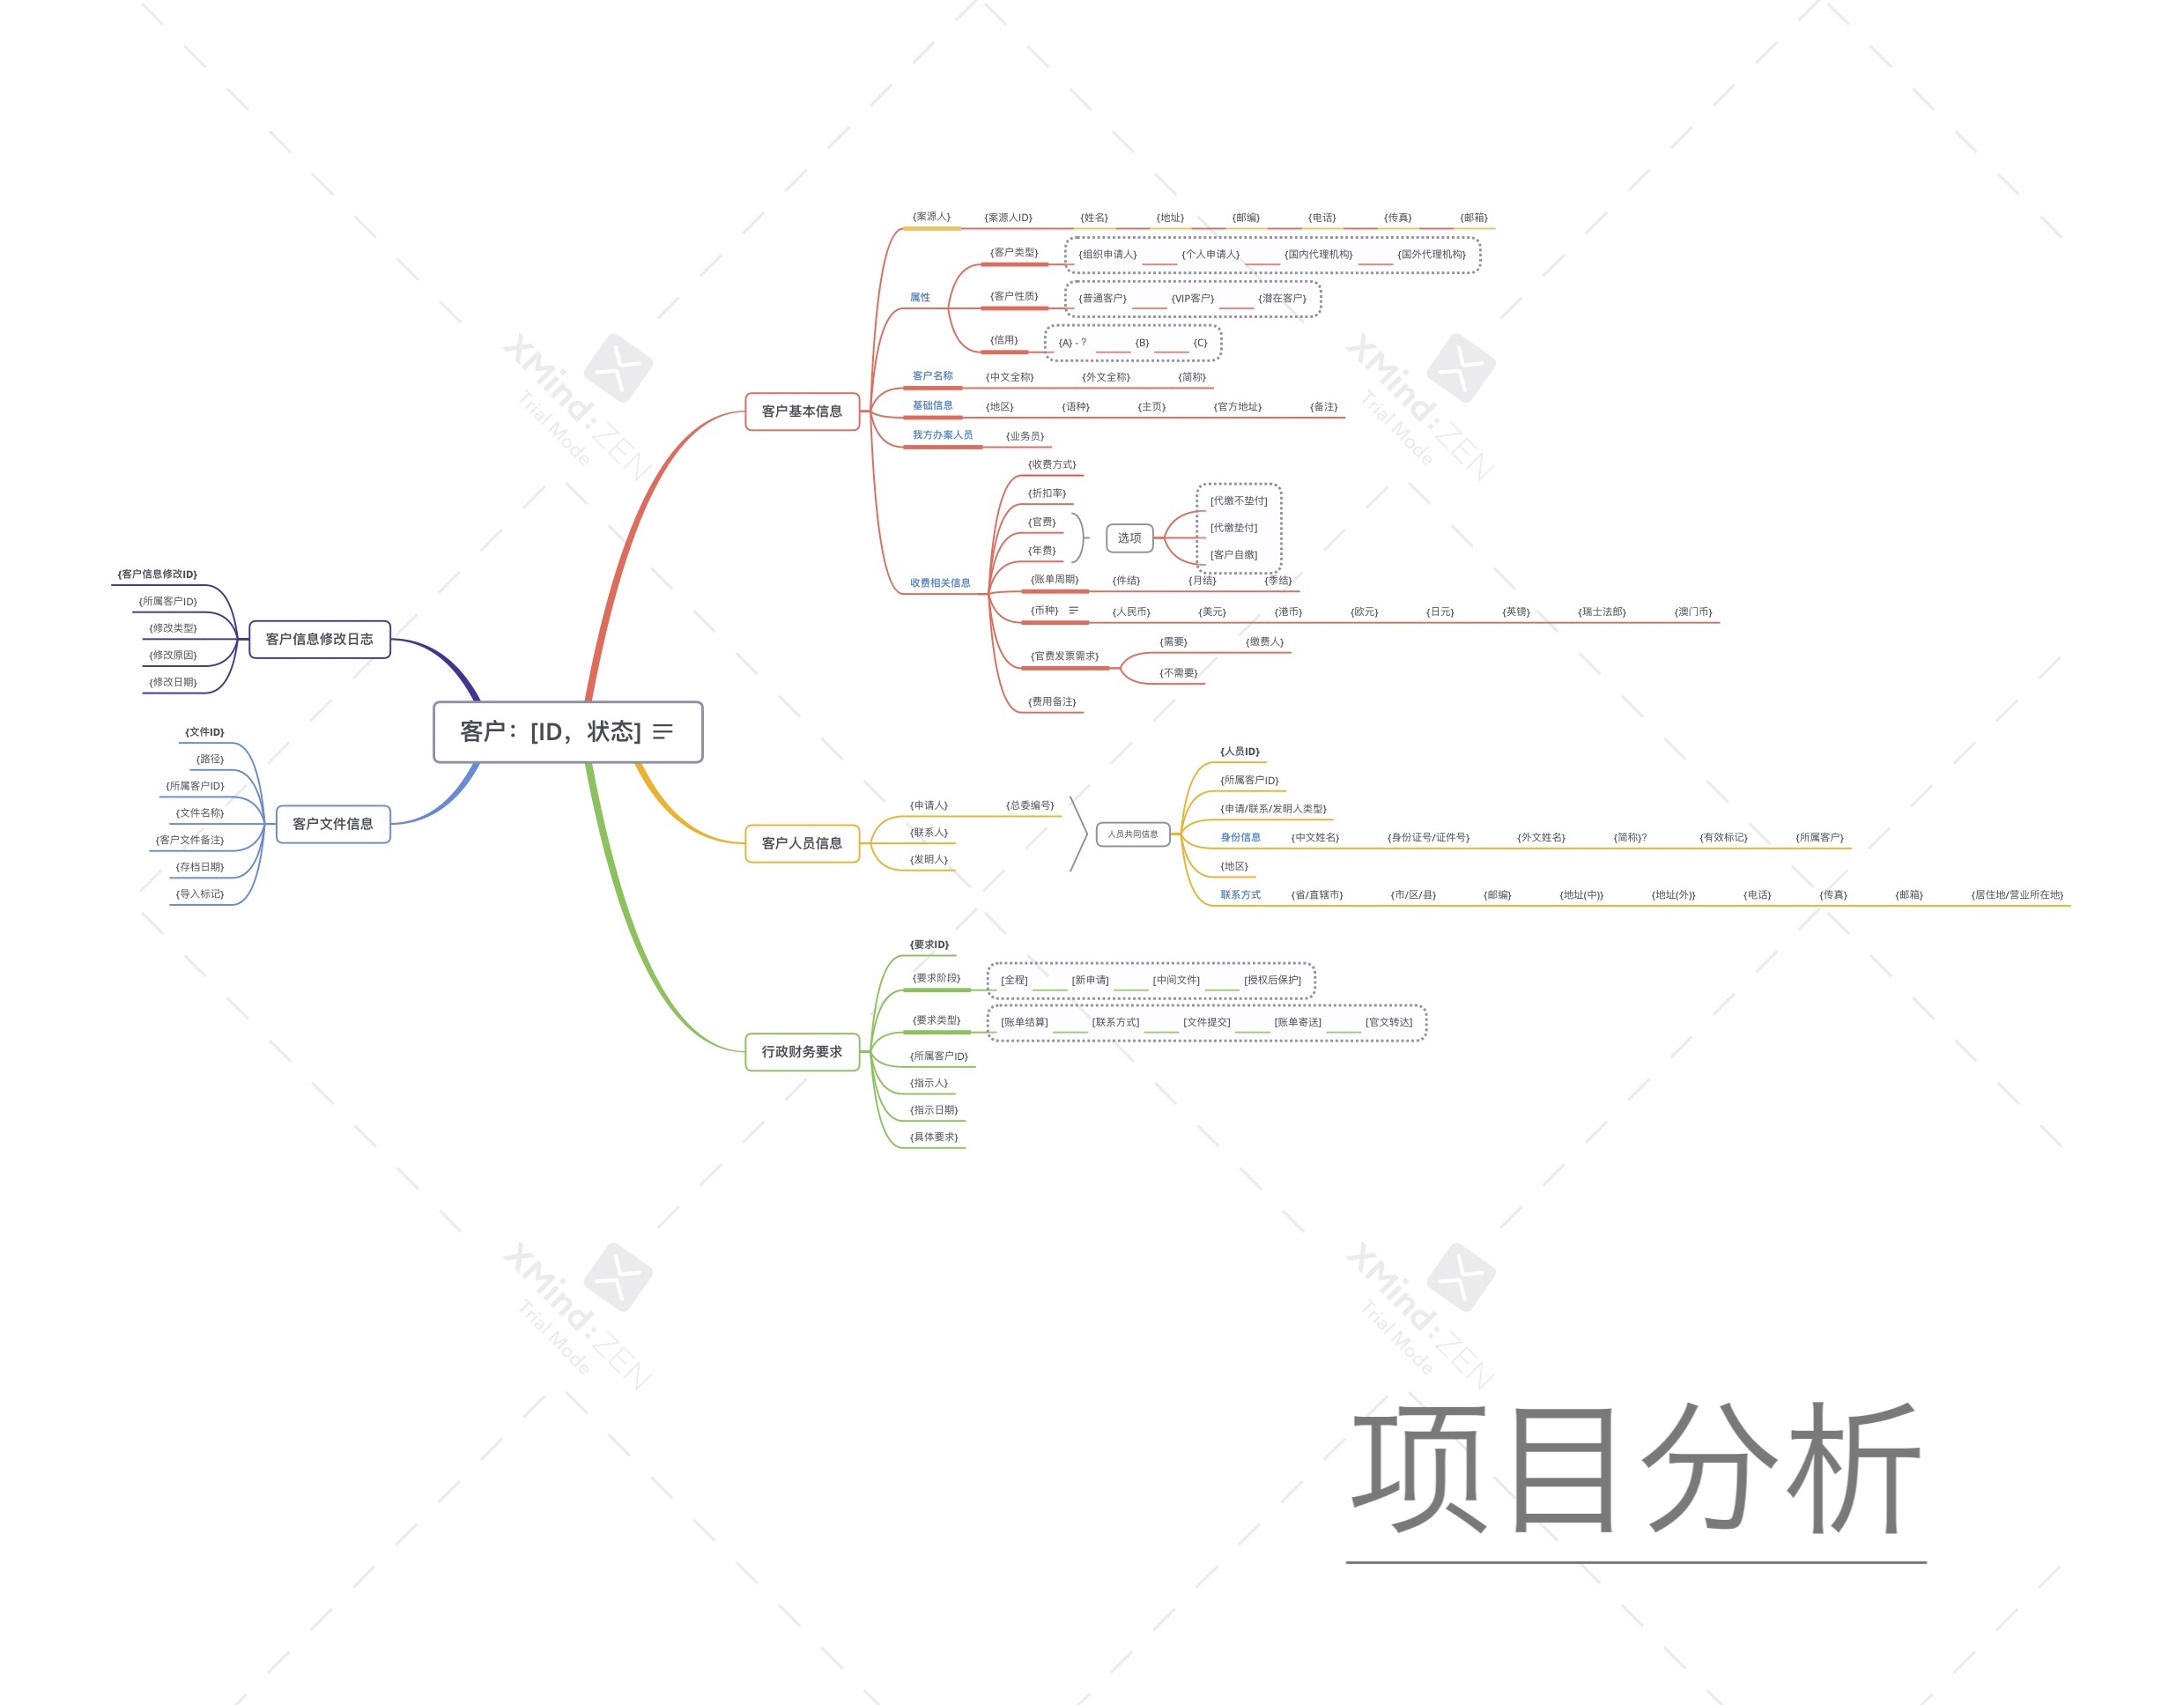 {案源人} {案源人ID} {姓名} {地址} {邮编} {电话} {传真} {邮箱}
{客户类型} {组织申请人} {个人申请人} {国内代理机构} {国外代理机构}
属性 {客户性质} {普通客户} {VIP客户} {潜在客户}
{信用} {A} - ? {B} {C}
客户名称 {中文全称} {外文全称} {简称}
基础信息 {地区} {语种} {主页} {官方地址} {备注}
客户基本信息
我方办案人员 {业务员}
{收费方式}
{折扣率}
{官费}
{年费}
选项
[代缴不垫付]
[代缴垫付]
[客户自缴]
收费相关信息
{账单周期} {件结} {月结} {季结}
{币种} {人民币} {美元} {港币} {欧元} {日元} {英镑} {瑞士法郎} {澳门币}
{官费发票需求}
{需要} {缴费人}
{不需要}
{费用备注}
{客户信息修改ID}
{所属客户ID}
{修改类型}
{修改原因}
{修改日期}
客户信息修改日志
客户：[ID，状态]
{文件ID}
{路径}
{所属客户ID}
{文件名称}
{客户文件备注}
{存档日期}
{导入标记}
客户文件信息
客户人员信息
{申请人} {总委编号}
{联系人}
{发明人}
人员共同信息
{人员ID}
{所属客户ID}
{申请/联系/发明人类型}
身份信息 {中文姓名} {身份证号/证件号} {外文姓名} {简称}? {有效标记} {所属客户}
{地区}
联系方式 {省/直辖市} {市/区/县} {邮编} {地址(中)} {地址(外)} {电话} {传真} {邮箱} {居住地/营业所在地}
行政财务要求
{要求ID}
{要求阶段} [全程] [新申请] [中间文件] [授权后保护]
{要求类型} [账单结算] [联系方式] [文件提交] [账单寄送] [官文转达]
{所属客户ID}
{指示人}
{指示日期}
{具体要求}
XMind:ZEN
Trial Mode
XMind:ZEN
Trial Mode
XMind:ZEN
Trial Mode
XMind:ZEN
Trial Mode
项目分析